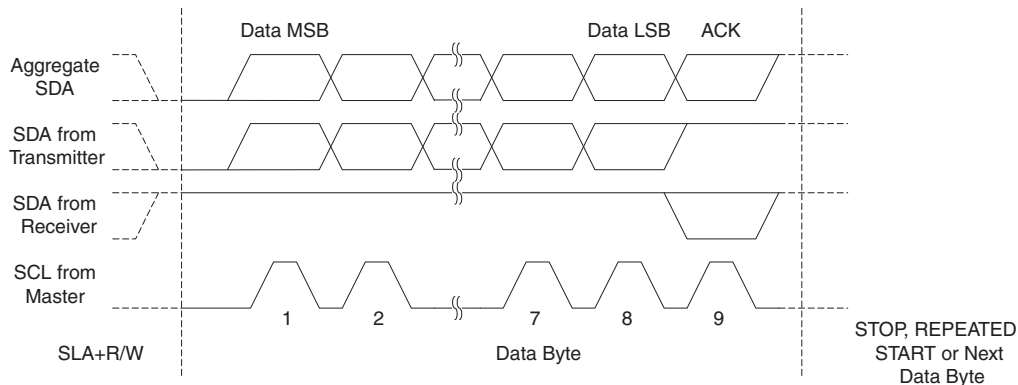 Data MSB
Data LSB
ACK
Aggregate
SDA
SDA from
Transmitter
SDA from
Receiver
SCL from
Master
1
2
7
8
9
SLA+R/W
Data Byte
STOP, REPEATED
START or Next
Data Byte